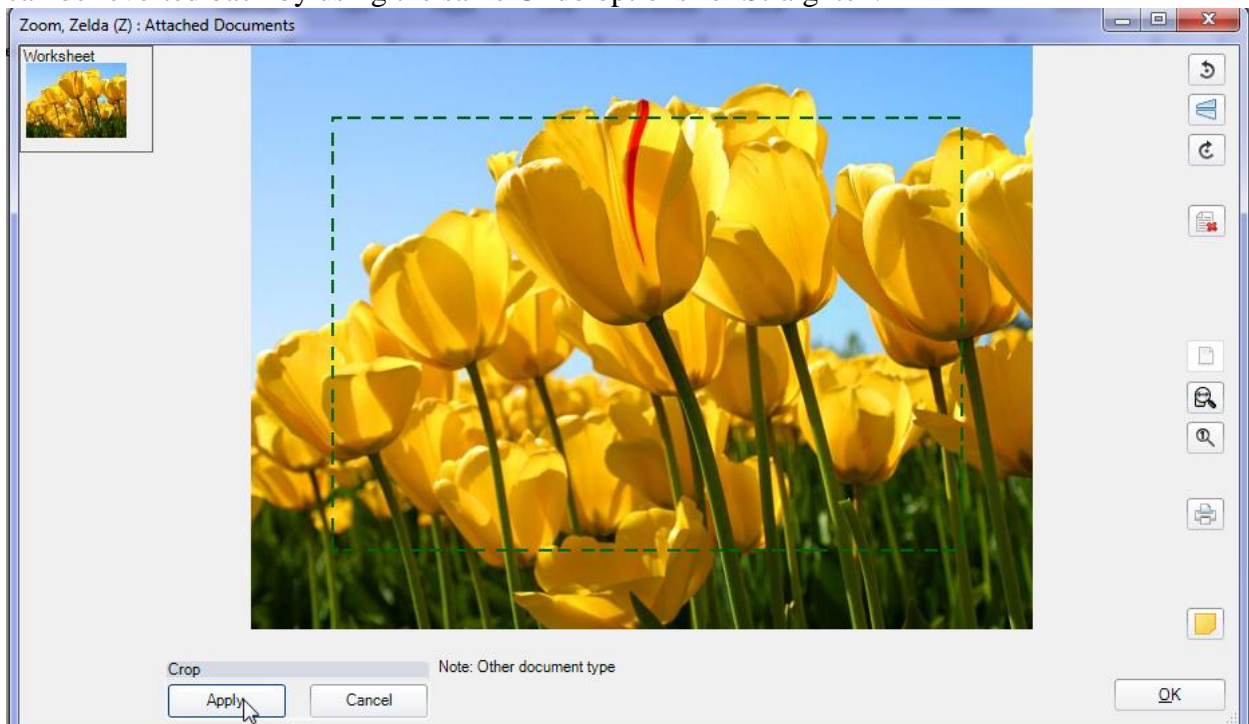 Zoom, Zelda (Z) : Attached Documents
Worksheet
Crop
Note: Other document type
Apply
Cancel
OK